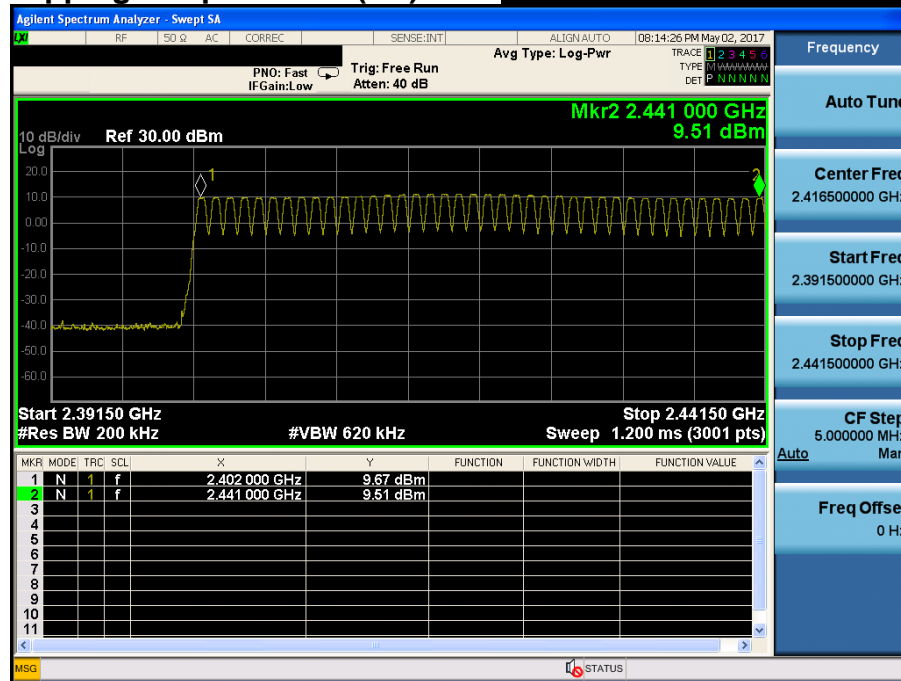 Agilent Spectrum Analyzer - Swept SA
LXI RF 50 Ω AC CORREC SENSE:INT ALIGN AUTO 08:14:26 PM May 02, 2017
Avg Type: Log-Pwr
TRACE 1 2 3 4 5 6
TYPE M W W W W W
DET P N N N N N
PNO: Fast
IFGain:Low
Trig: Free Run
Atten: 40 dB
Frequency
Mkr2 2.441 000 GHz
9.51 dBm
10 dB/div Ref 30.00 dBm
Log
1
2
20.0
10.0
0.00
-10.0
-20.0
-30.0
-40.0
-50.0
-60.0
Start 2.39150 GHz Stop 2.44150 GHz
#Res BW 200 kHz #VBW 620 kHz Sweep 1.200 ms (3001 pts)
MKR MODE TRC SCL X Y FUNCTION FUNCTION WIDTH FUNCTION VALUE
1 N 1 f 2.402 000 GHz 9.67 dBm
2 N 1 f 2.441 000 GHz 9.51 dBm
3
4
5
6
7
8
9
10
11
Auto Tune
Center Freq
2.416500000 GHz
Start Freq
2.391500000 GHz
Stop Freq
2.441500000 GHz
CF Step
5.000000 MHz
Auto Man
Freq Offset
0 Hz
MSG STATUS